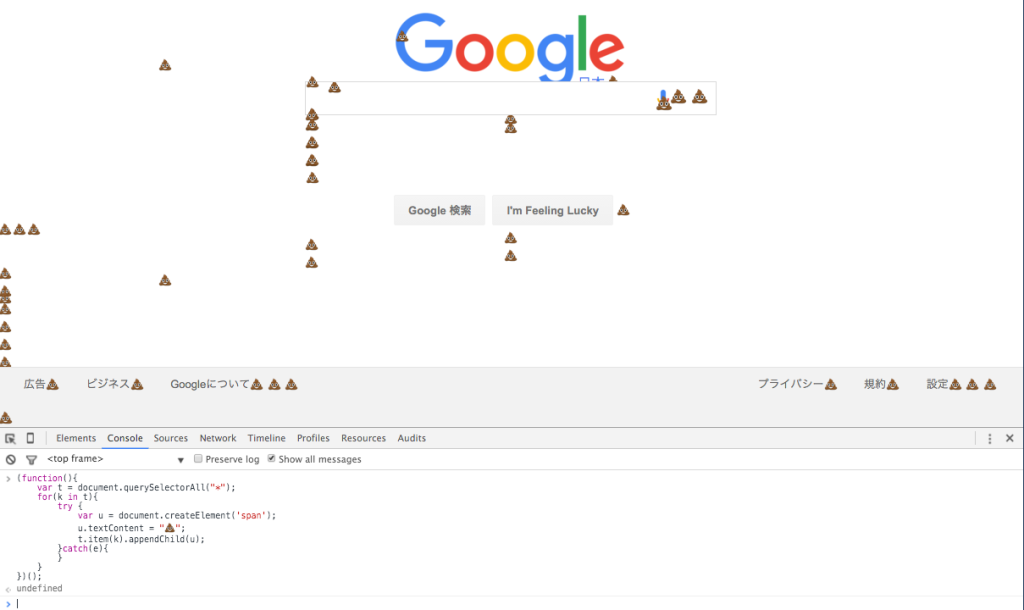 Google
日本💩
Google 検索
I'm Feeling Lucky💩
広告💩
ビジネス💩
Googleについて💩 💩 💩
プライバシー💩
規約💩
設定💩 💩 💩
Elements Console Sources Network Timeline Profiles Resources Audits
<top frame> ▼ Preserve log Show all messages
(function(){
    var t = document.querySelectorAll("*");
    for(k in t){
        try {
            var u = document.createElement('span');
            u.textContent = "💩";
            t.item(k).appendChild(u);
        }catch(e){
        }
    }
})();
undefined